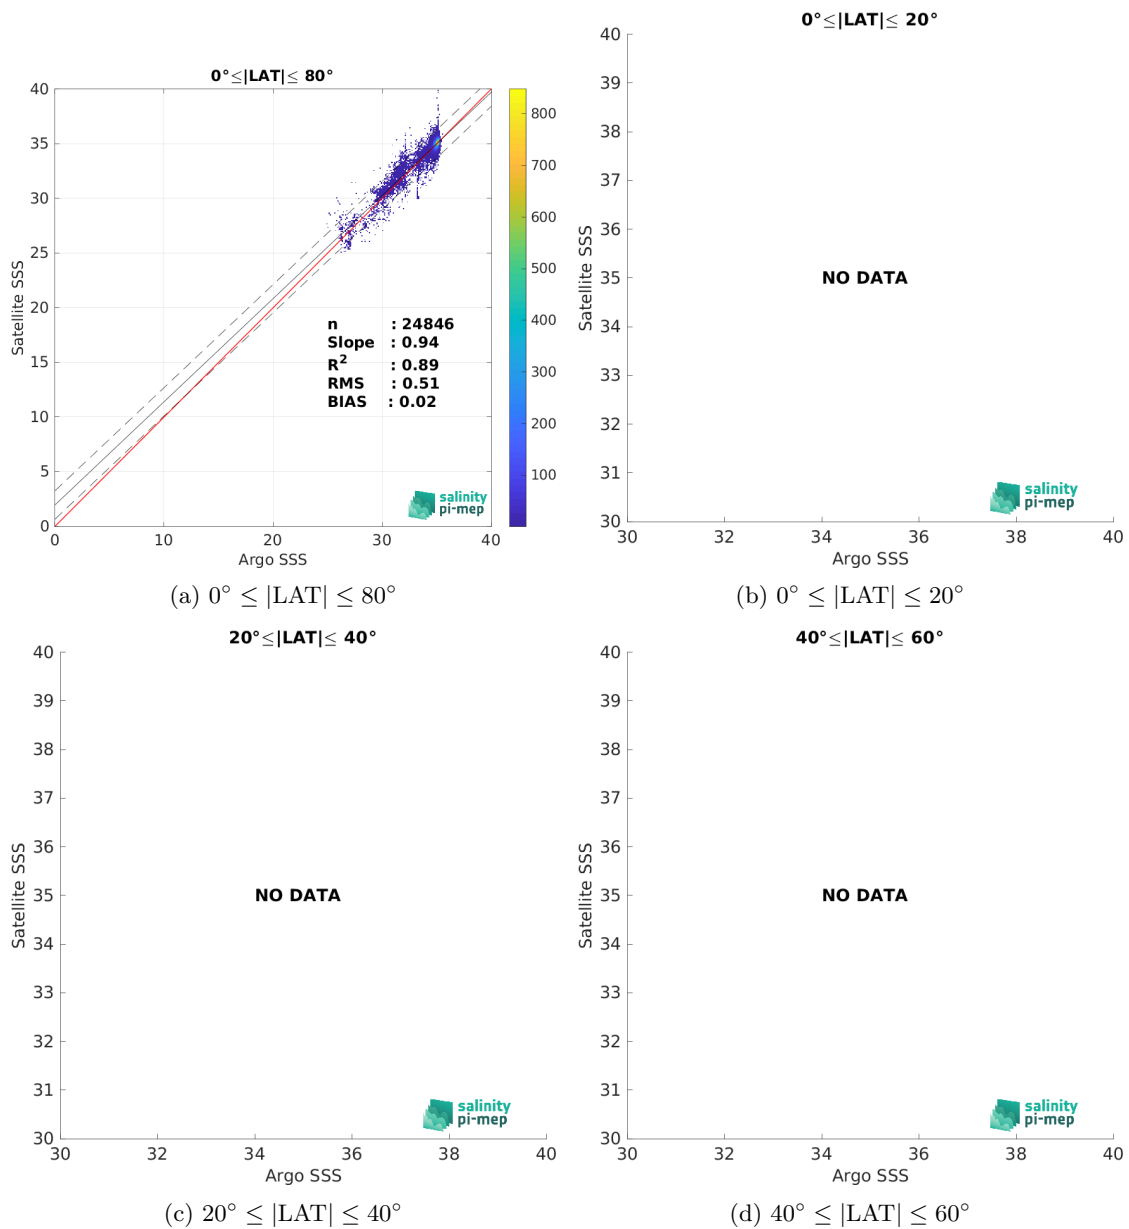 0°≤|LAT|≤ 80°
40
35
30
25
20
15
10
5
0
Satellite SSS
0
10
20
30
40
Argo SSS
n : 24846
Slope : 0.94
R² : 0.89
RMS : 0.51
BIAS : 0.02
salinity
pi-mep
800
700
600
500
400
300
200
100
(a) 0° ≤ |LAT| ≤ 80°
0°≤|LAT|≤ 20°
40
39
38
37
36
35
34
33
32
31
30
Satellite SSS
NO DATA
salinity
pi-mep
30
32
34
36
38
40
Argo SSS
(b) 0° ≤ |LAT| ≤ 20°
20°≤|LAT|≤ 40°
40
39
38
37
36
35
34
33
32
31
30
Satellite SSS
NO DATA
salinity
pi-mep
30
32
34
36
38
40
Argo SSS
(c) 20° ≤ |LAT| ≤ 40°
40°≤|LAT|≤ 60°
40
39
38
37
36
35
34
33
32
31
30
Satellite SSS
NO DATA
salinity
pi-mep
30
32
34
36
38
40
Argo SSS
(d) 40° ≤ |LAT| ≤ 60°